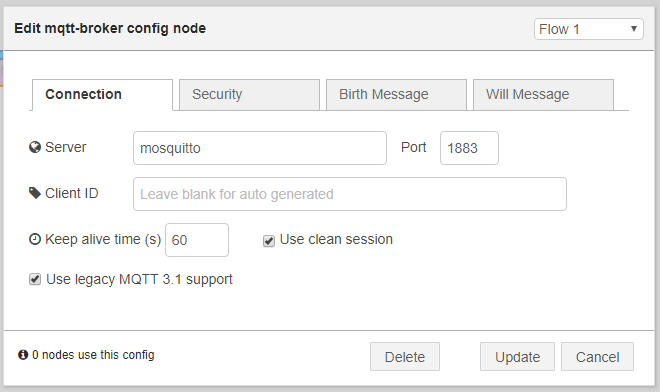 Edit mqtt-broker config node Flow 1
Connection Security Birth Message Will Message
Server mosquitto Port 1883
Client ID Leave blank for auto generated
Keep alive time (s) 60 Use clean session
Use legacy MQTT 3.1 support
0 nodes use this config Delete Update Cancel